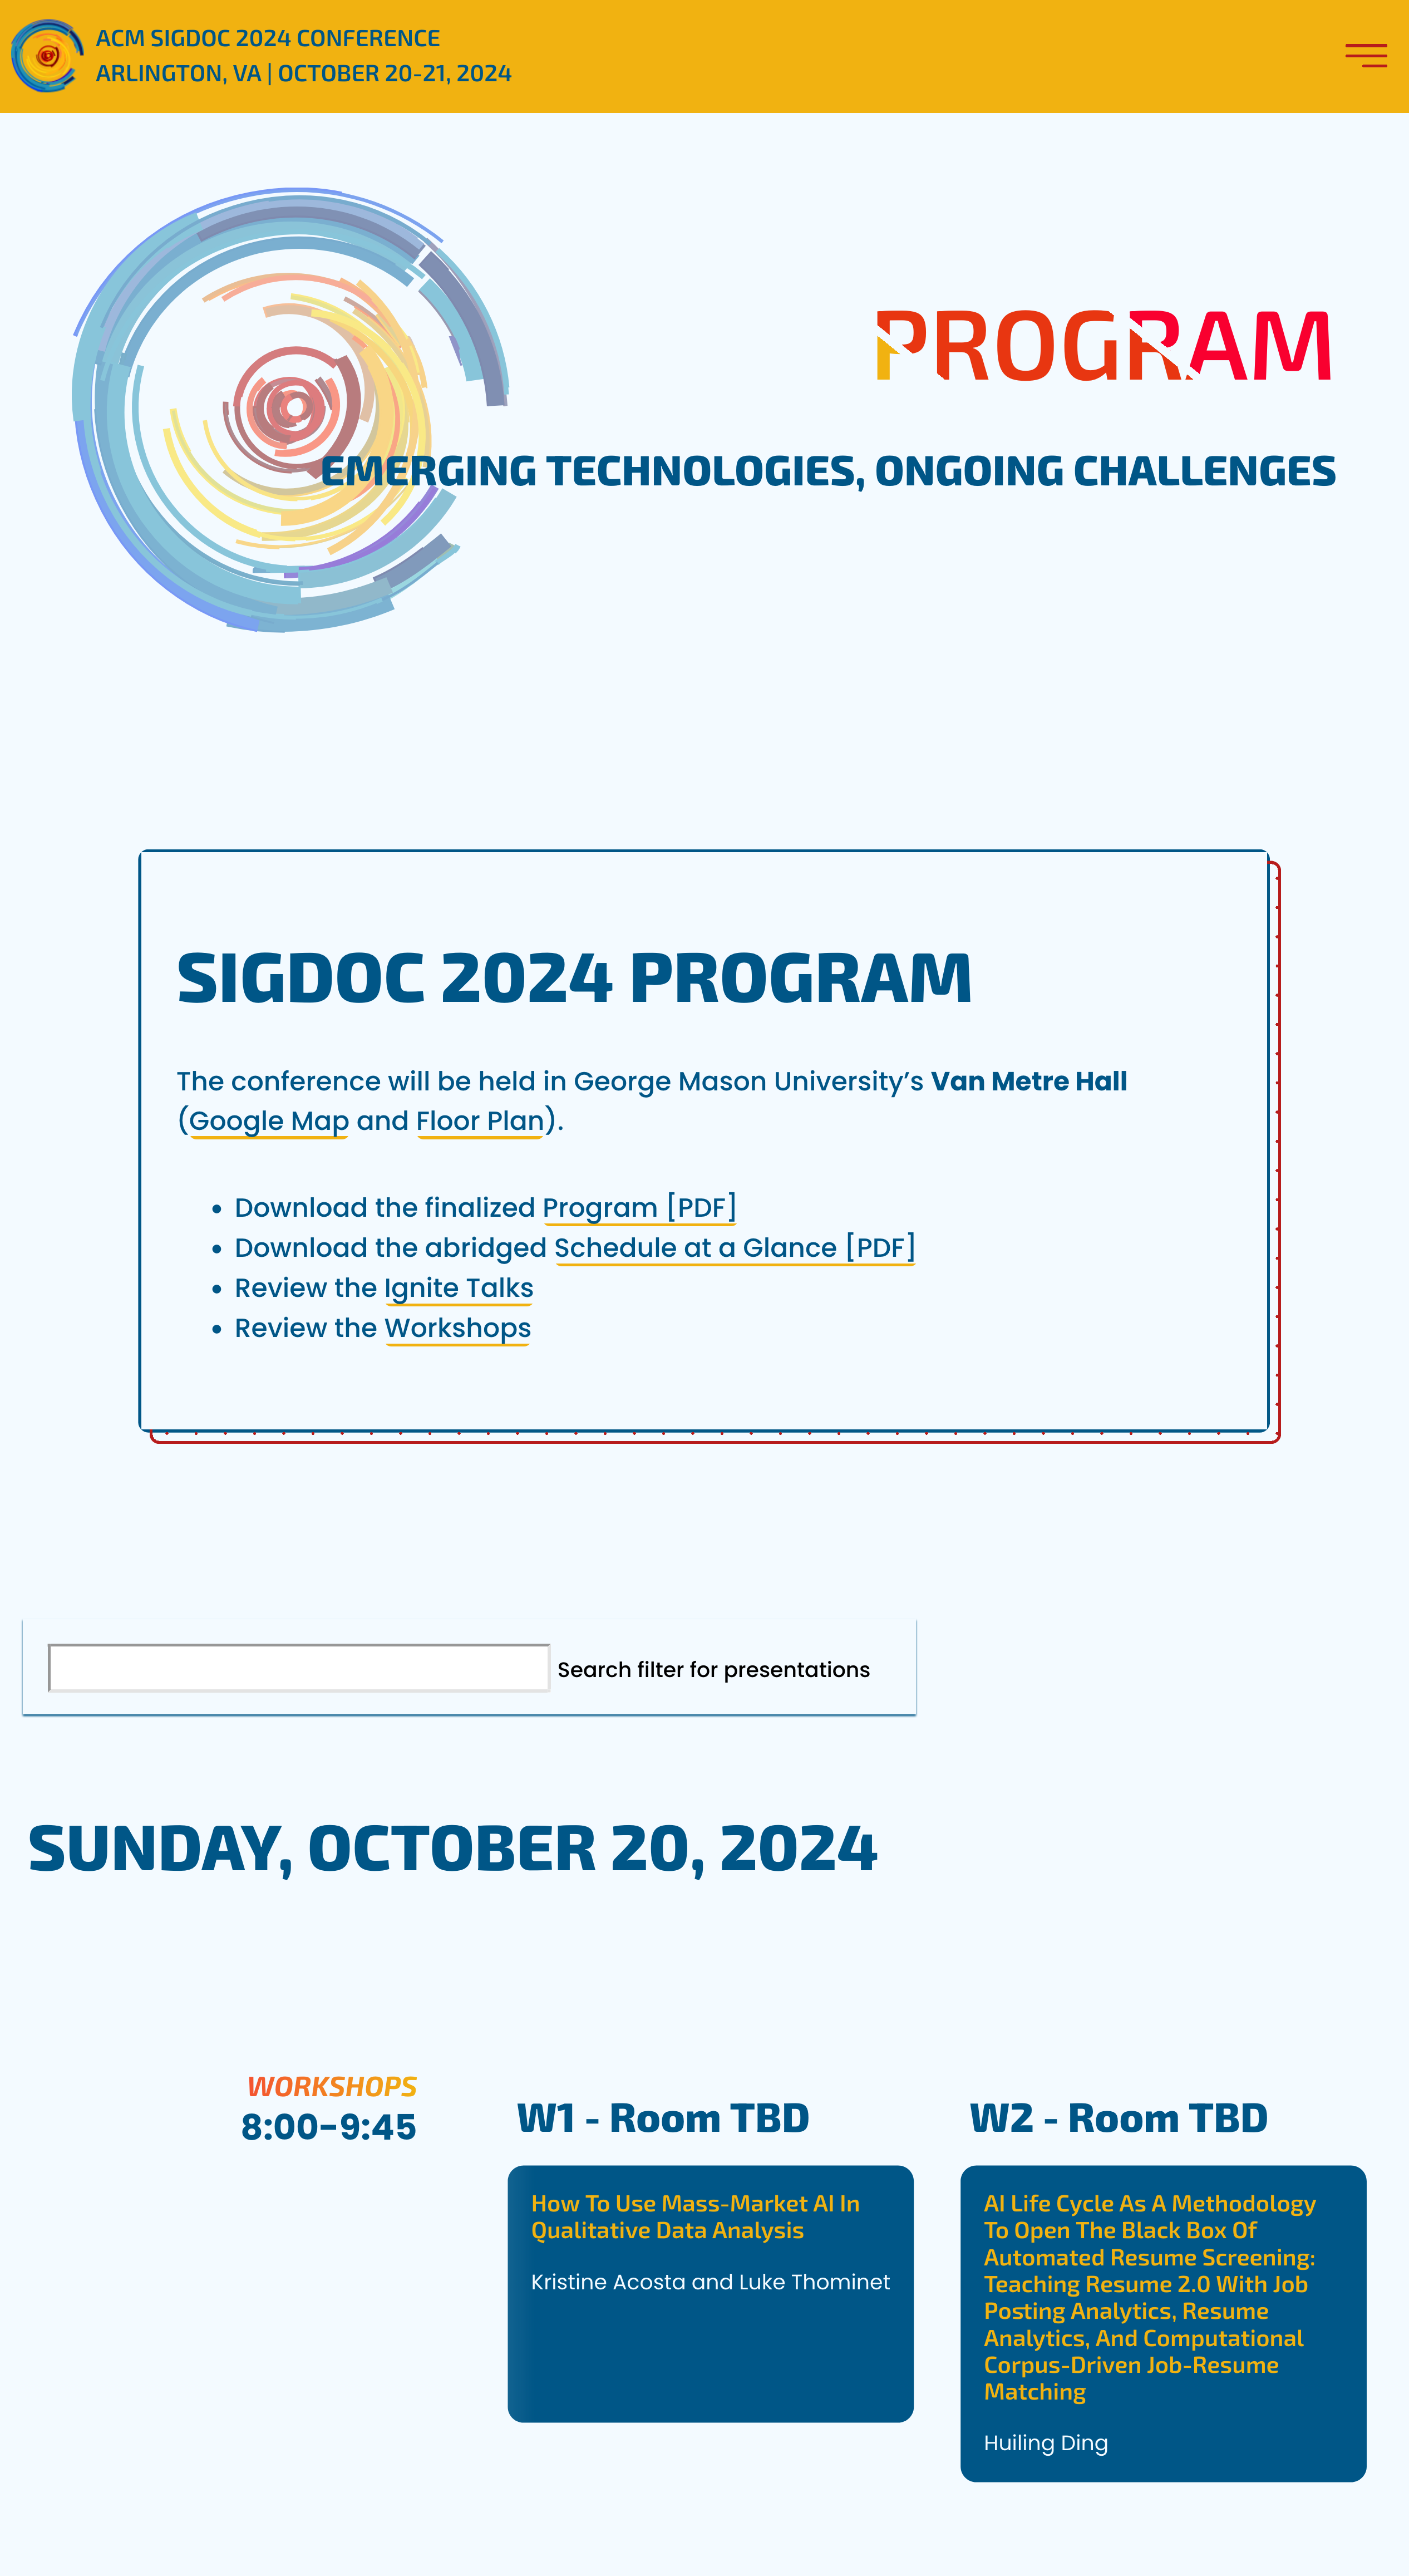 ACM SIGDOC 2024 CONFERENCE
ARLINGTON, VA | OCTOBER 20-21, 2024
PROGRAM
EMERGING TECHNOLOGIES, ONGOING CHALLENGES
SIGDOC 2024 PROGRAM
The conference will be held in George Mason University’s Van Metre Hall
(Google Map and Floor Plan).
• Download the finalized Program [PDF]
• Download the abridged Schedule at a Glance [PDF]
• Review the Ignite Talks
• Review the Workshops
Search filter for presentations
SUNDAY, OCTOBER 20, 2024
WORKSHOPS
8:00–9:45
W1 - Room TBD
How To Use Mass-Market AI In
Qualitative Data Analysis
Kristine Acosta and Luke Thominet
W2 - Room TBD
AI Life Cycle As A Methodology
To Open The Black Box Of
Automated Resume Screening:
Teaching Resume 2.0 With Job
Posting Analytics, Resume
Analytics, And Computational
Corpus-Driven Job-Resume
Matching
Huiling Ding